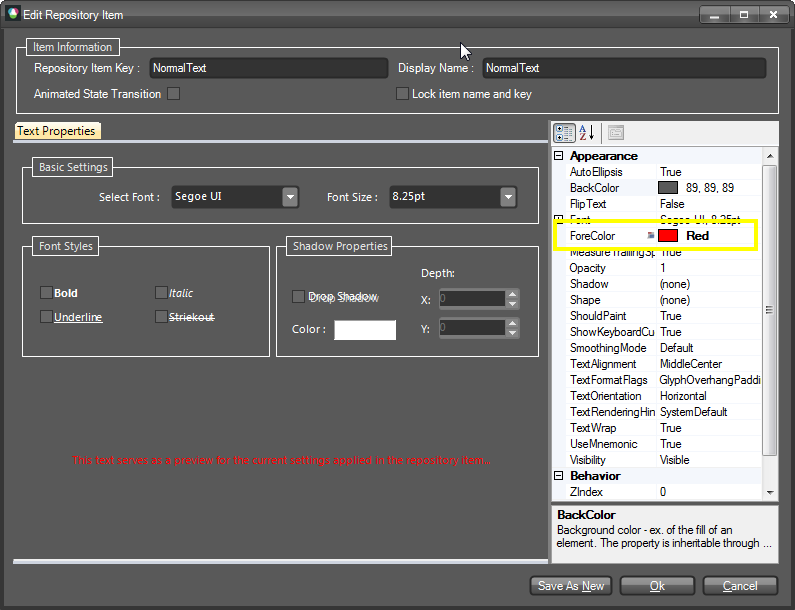 Edit Repository Item
Item Information
Repository Item Key : NormalText Display Name : NormalText
Animated State Transition Lock item name and key
Text Properties
Basic Settings
Select Font : Segoe UI Font Size : 8.25pt
Font Styles
Bold Italic
Underline Striekout
Shadow Properties
Depth:
Drop Shadow X: 0
Color : Y: 0
This text serves as a preview for the current settings applied in the repository item..
Appearance
AutoEllipsis True
BackColor 89, 89, 89
FlipText False
Font Segoe UI, 8.25pt
ForeColor Red
MeasureTrailingSp True
Opacity 1
Shadow (none)
Shape (none)
ShouldPaint True
ShowKeyboardCu True
SmoothingMode Default
TextAlignment MiddleCenter
TextFormatFlags GlyphOverhangPaddi
TextOrientation Horizontal
TextRenderingHin SystemDefault
TextWrap True
UseMnemonic True
Visibility Visible
Behavior
ZIndex 0
BackColor
Background color - ex. of the fill of an
element. The property is inheritable through ...
Save As New Ok Cancel